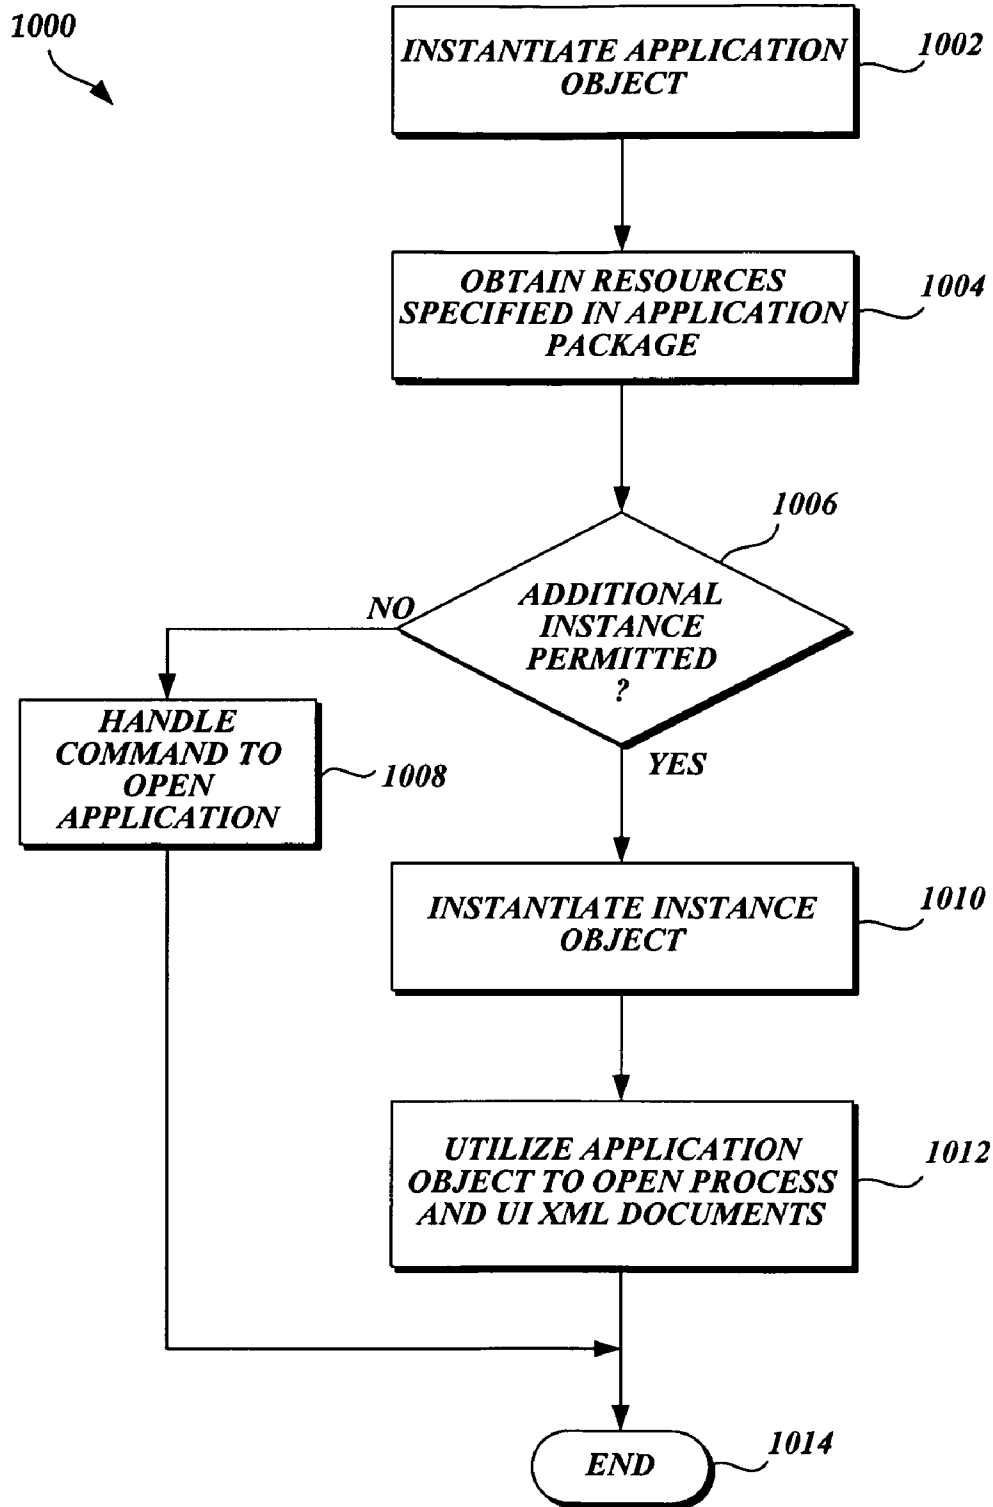 1000
INSTANTIATE APPLICATION
OBJECT
1002
OBTAIN RESOURCES
SPECIFIED IN APPLICATION
PACKAGE
1004
ADDITIONAL
INSTANCE
PERMITTED
?
1006
NO
YES
HANDLE
COMMAND TO
OPEN
APPLICATION
1008
INSTANTIATE INSTANCE
OBJECT
1010
UTILIZE APPLICATION
OBJECT TO OPEN PROCESS
AND UI XML DOCUMENTS
1012
END
1014